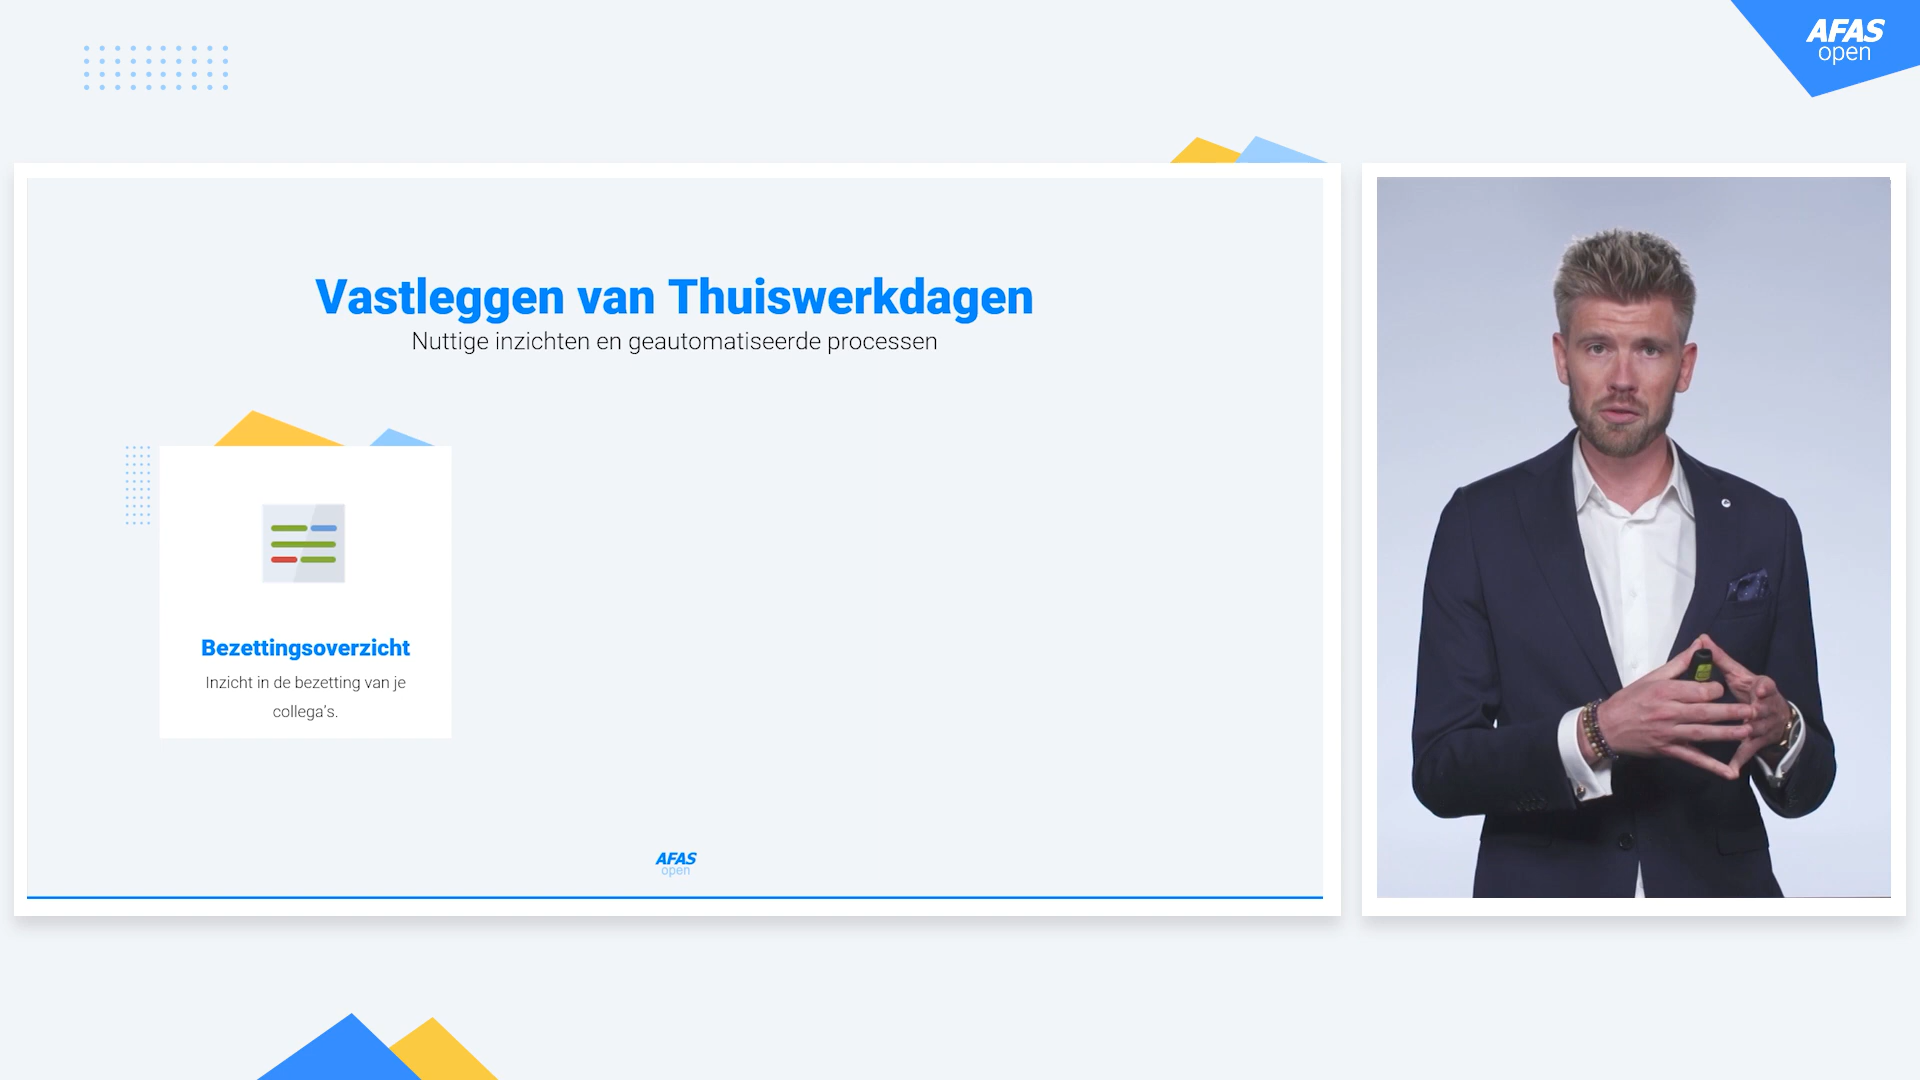 AFAS
open
Vastleggen van Thuiswerkdagen
Nuttige inzichten en geautomatiseerde processen
Bezettingsoverzicht
Inzicht in de bezetting van je
collega's.
AFAS
open